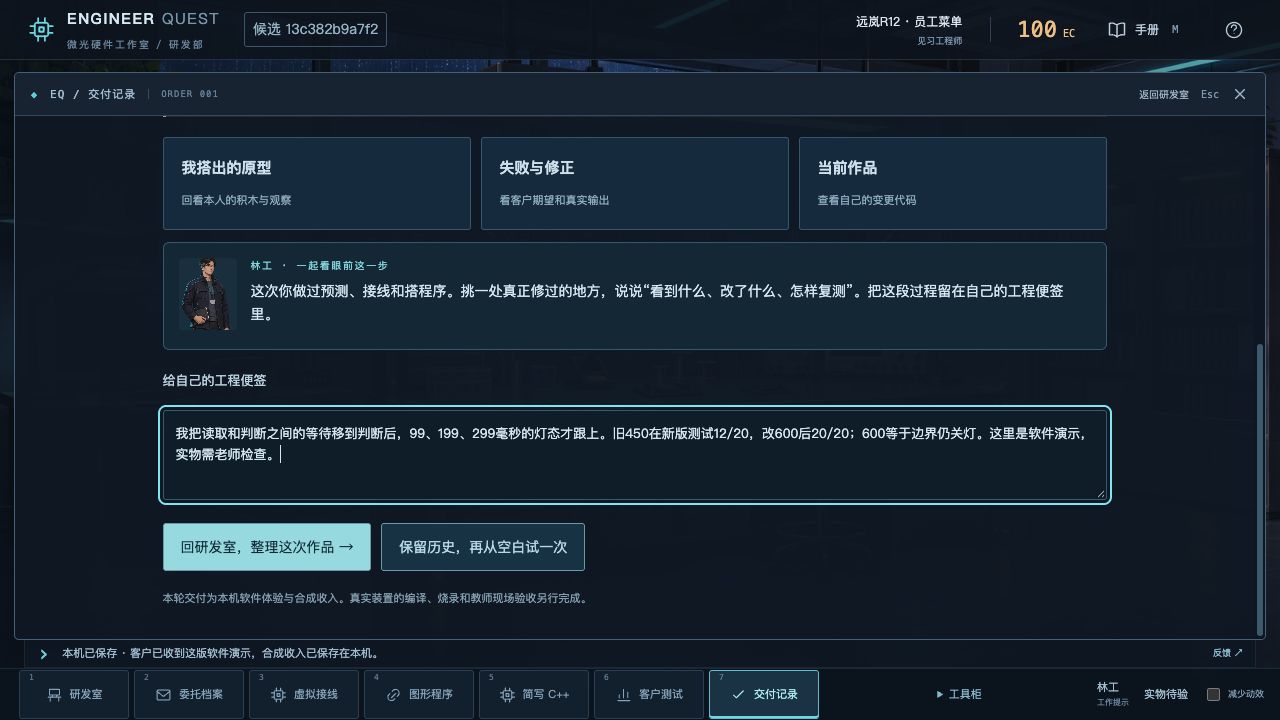 ENGINEER QUEST
微光硬件工作室 / 研发部
候选 13c382b9a7f2
远岚R12 · 员工菜单
见习工程师
100 EC
手册 M
EQ / 交付记录
ORDER 001
返回研发室 Esc
我搭出的原型
回看本人的积木与观察
失败与修正
看客户期望和真实输出
当前作品
查看自己的变更代码
林工 · 一起看眼前这一步
这次你做过预测、接线和搭程序。挑一处真正修过的地方，说说“看到什么、改了什么、怎样复测”。把这段过程留在自己的工程便签
里。
给自己的工程便签
我把读取和判断之间的等待移到判断后，99、199、299毫秒的灯态才跟上。旧450在新版测试12/20，改600后20/20；600等于边界仍关灯。这里是软件演示，
实物需老师检查。
回研发室，整理这次作品 →
保留历史，再从空白试一次
本轮交付为本机软件体验与合成收入。真实装置的编译、烧录和教师现场验收另行完成。
本机已保存 · 客户已收到这版软件演示，合成收入已保存在本机。
反馈 ↗
1 研发室
2 委托档案
3 虚拟接线
4 图形程序
5 简写 C++
6 客户测试
7 交付记录
工具柜
林工
工作提示
实物待验
减少动效